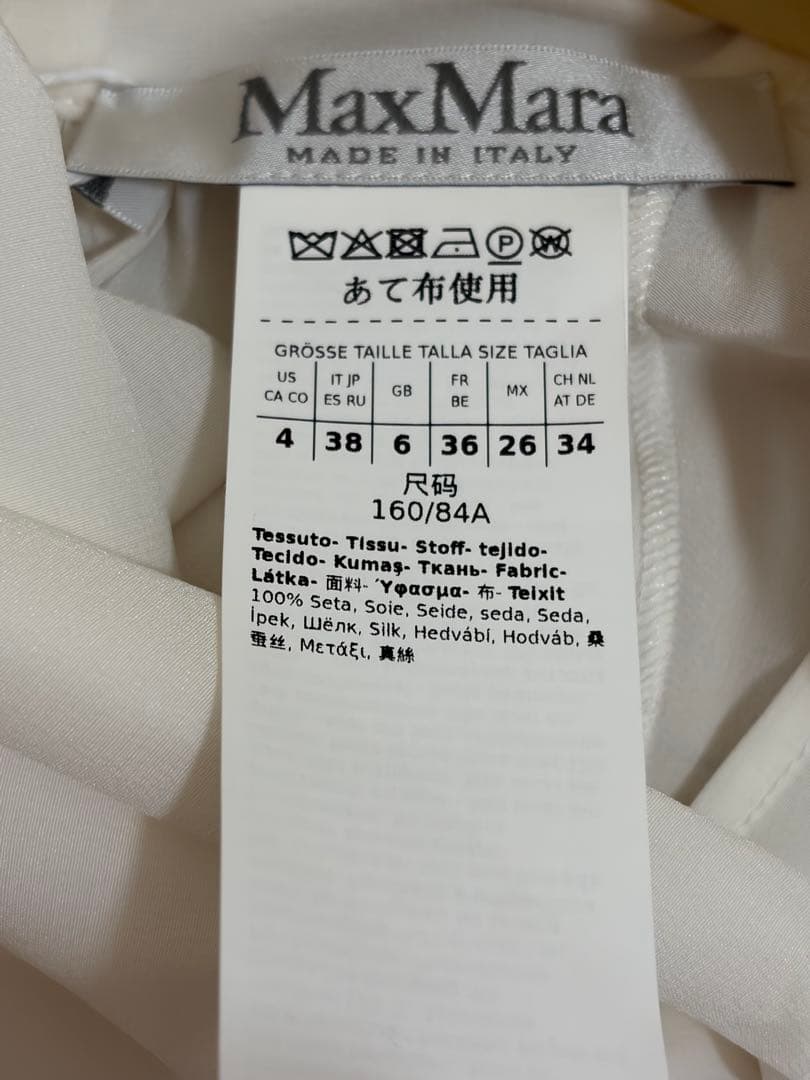 MaxMara
MADE IN ITALY
P W
あて布使用
GRÖSSE TAILLE TALLA SIZE TAGLIA
US CA CO IT JP ES RU GB FR BE MX CH NL AT DE
4 38 6 36 26 34
尺码
160/84A
Tessuto- Tissu- Stoff- tejido-
Tecido- Kumaş- Ткань- Fabric-
Látka- 面料- Ύφασμα- 布- Teixit
100% Seta, Soie, Seide, seda, Seda,
İpek, Шёлк, Silk, Hedvábí, Hodváb, 桑
蚕丝, Μετάξι, 真絲